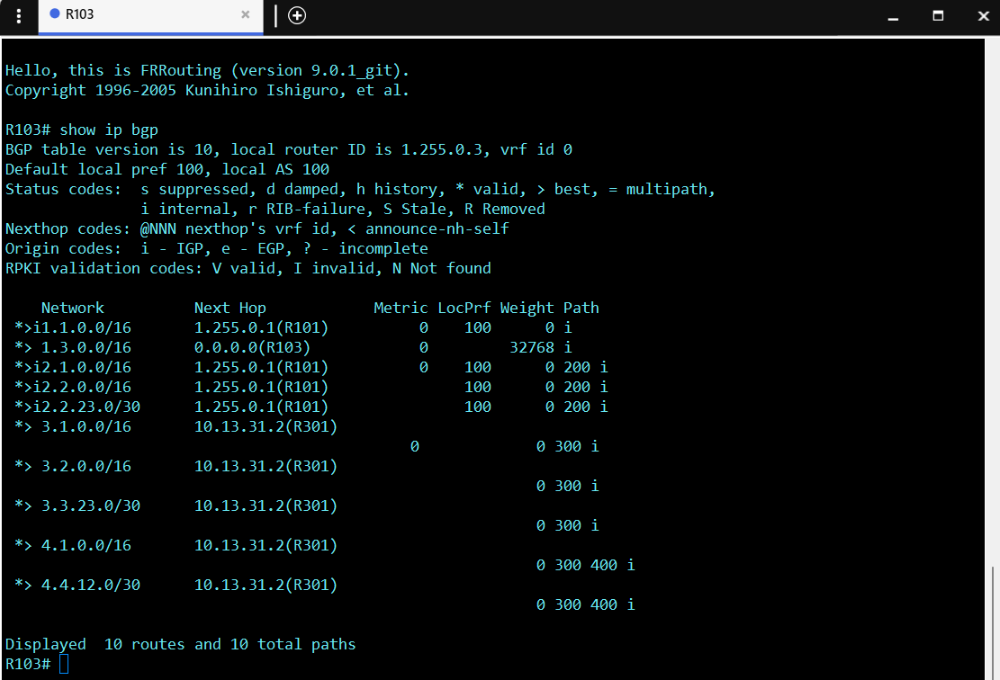 R103
Hello, this is FRRouting (version 9.0.1_git).
Copyright 1996-2005 Kunihiro Ishiguro, et al.
R103# show ip bgp
BGP table version is 10, local router ID is 1.255.0.3, vrf id 0
Default local pref 100, local AS 100
Status codes:  s suppressed, d damped, h history, * valid, > best, = multipath,
               i internal, r RIB-failure, S Stale, R Removed
Nexthop codes: @NNN nexthop's vrf id, < announce-nh-self
Origin codes:  i - IGP, e - EGP, ? - incomplete
RPKI validation codes: V valid, I invalid, N Not found
    Network          Next Hop            Metric LocPrf Weight Path
 *>i1.1.0.0/16       1.255.0.1(R101)          0    100      0 i
 *> 1.3.0.0/16       0.0.0.0(R103)            0         32768 i
 *>i2.1.0.0/16       1.255.0.1(R101)          0    100      0 200 i
 *>i2.2.0.0/16       1.255.0.1(R101)               100      0 200 i
 *>i2.2.23.0/30      1.255.0.1(R101)               100      0 200 i
 *> 3.1.0.0/16       10.13.31.2(R301)
                                             0             0 300 i
 *> 3.2.0.0/16       10.13.31.2(R301)
                                                           0 300 i
 *> 3.3.23.0/30      10.13.31.2(R301)
                                                           0 300 i
 *> 4.1.0.0/16       10.13.31.2(R301)
                                                           0 300 400 i
 *> 4.4.12.0/30      10.13.31.2(R301)
                                                           0 300 400 i
Displayed  10 routes and 10 total paths
R103#